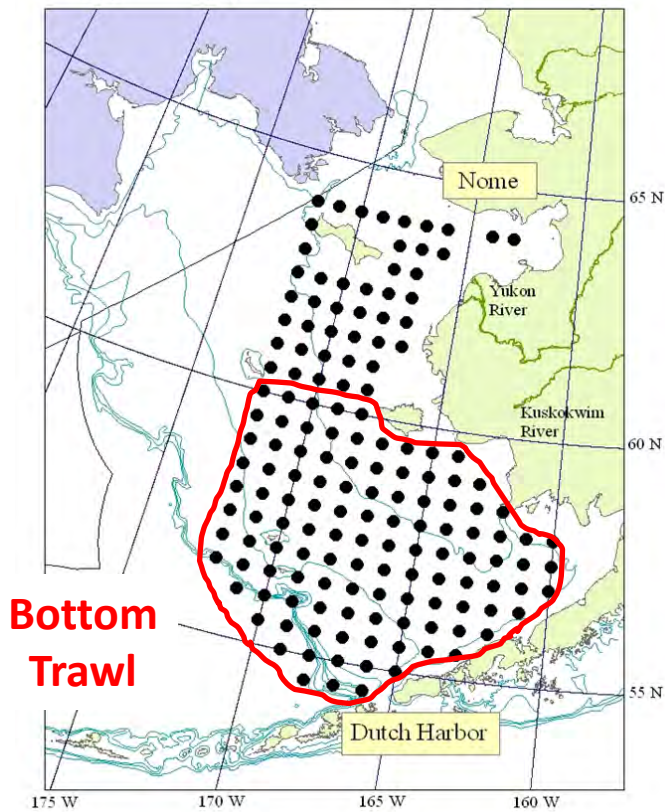 Nome
65 N
Yukon
River
Kuskokwim
River
60 N
Bottom
Trawl
55 N
Dutch Harbor
175 W
170 W
165 W
160 W